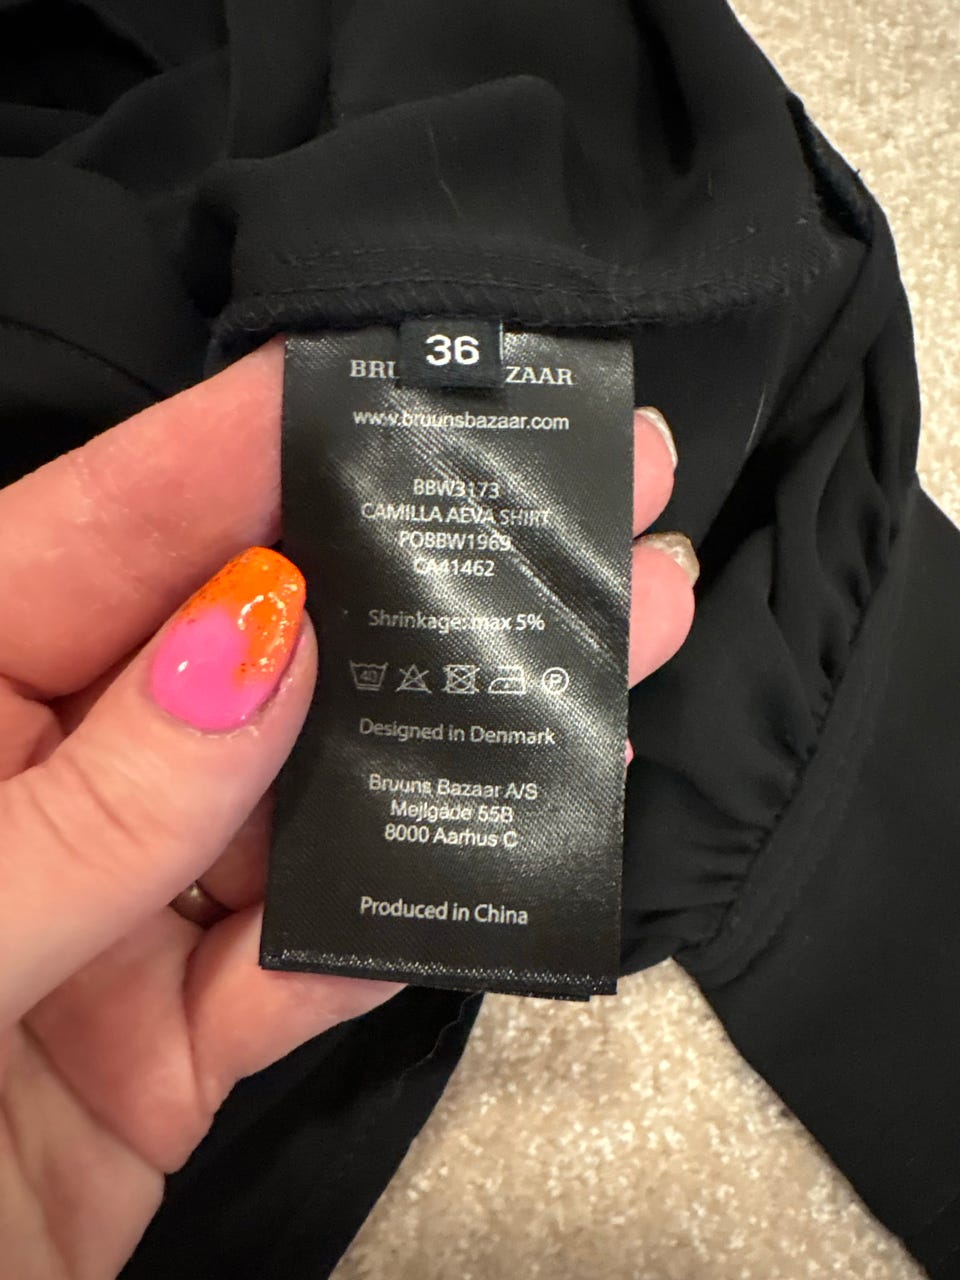 36
BRU ZAAR
www.bruunsbazaar.com
BBW3173
CAMILLA AEVA SHIRT
POBBW1969
CA41462
Shrinkage: max 5%
40 P
Designed in Denmark
Bruuns Bazaar A/S
Mejlgade 55B
8000 Aarhus C
Produced in China